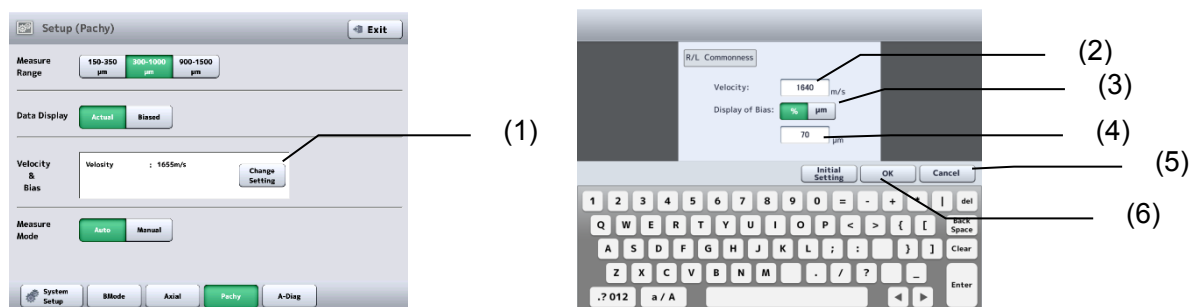 Setup (Pachy)
Exit
Measure Range
150-350 µm
300-1000 µm
900-1500 µm
Data Display
Actual
Biased
Velocity & Bias
Velosity : 1655m/s
Change Setting
(1)
Measure Mode
Auto
Manual
System Setup
BMode
Axial
Pachy
A-Diag
R/L Commonness
Velocity: 1640 m/s
(2)
Display of Bias: % µm
(3)
70 µm
(4)
Initial Setting
OK
Cancel
(5)
(6)
1 2 3 4 5 6 7 8 9 0 = - + * | del
Q W E R T Y U I O P < > { [ Back Space
A S D F G H J K L ; : } ] Clear
Z X C V B N M . / ? _ Enter
.?012 a / A ◀ ▶